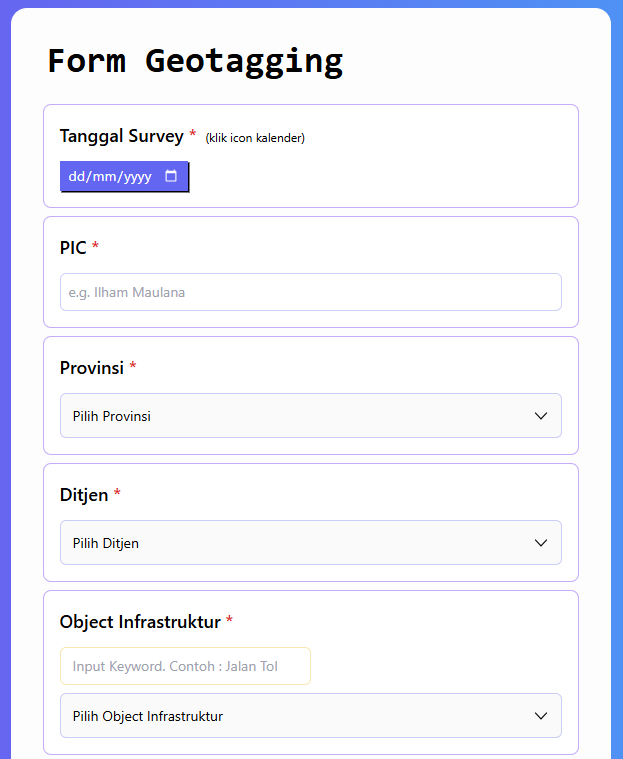 Form Geotagging
Tanggal Survey * (klik icon kalender)
dd/mm/yyyy
PIC *
e.g. Ilham Maulana
Provinsi *
Pilih Provinsi
Ditjen *
Pilih Ditjen
Object Infrastruktur *
Input Keyword. Contoh : Jalan Tol
Pilih Object Infrastruktur